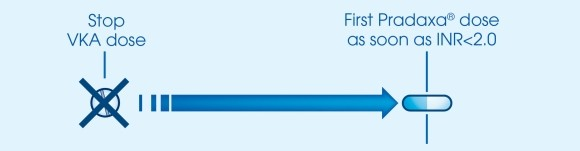 Stop
VKA dose
First Pradaxa® dose
as soon as INR<2.0